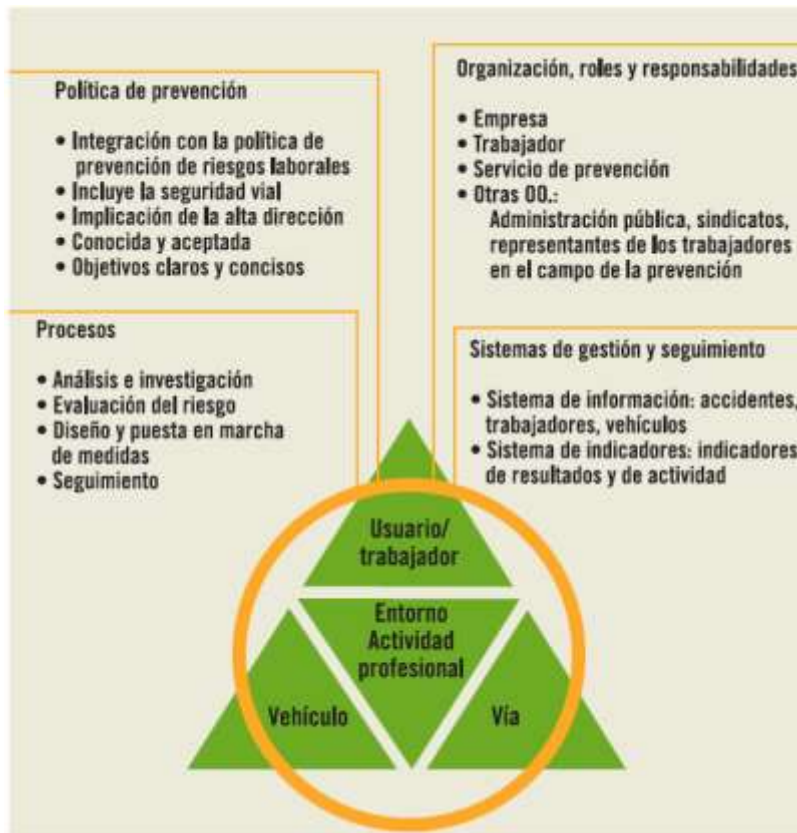 Política de prevención
• Integración con la política de
prevención de riesgos laborales
• Incluye la seguridad vial
• Implicación de la alta dirección
• Conocida y aceptada
• Objetivos claros y concisos
Organización, roles y responsabilidades
• Empresa
• Trabajador
• Servicio de prevención
• Otras OO.:
Administración pública, sindicatos,
representantes de los trabajadores
en el campo de la prevención
Procesos
• Análisis e investigación
• Evaluación del riesgo
• Diseño y puesta en marcha
de medidas
• Seguimiento
Sistemas de gestión y seguimiento
• Sistema de información: accidentes,
trabajadores, vehículos
• Sistema de indicadores: indicadores
de resultados y de actividad
Usuario/
trabajador
Entorno
Actividad
profesional
Vehículo
Vía